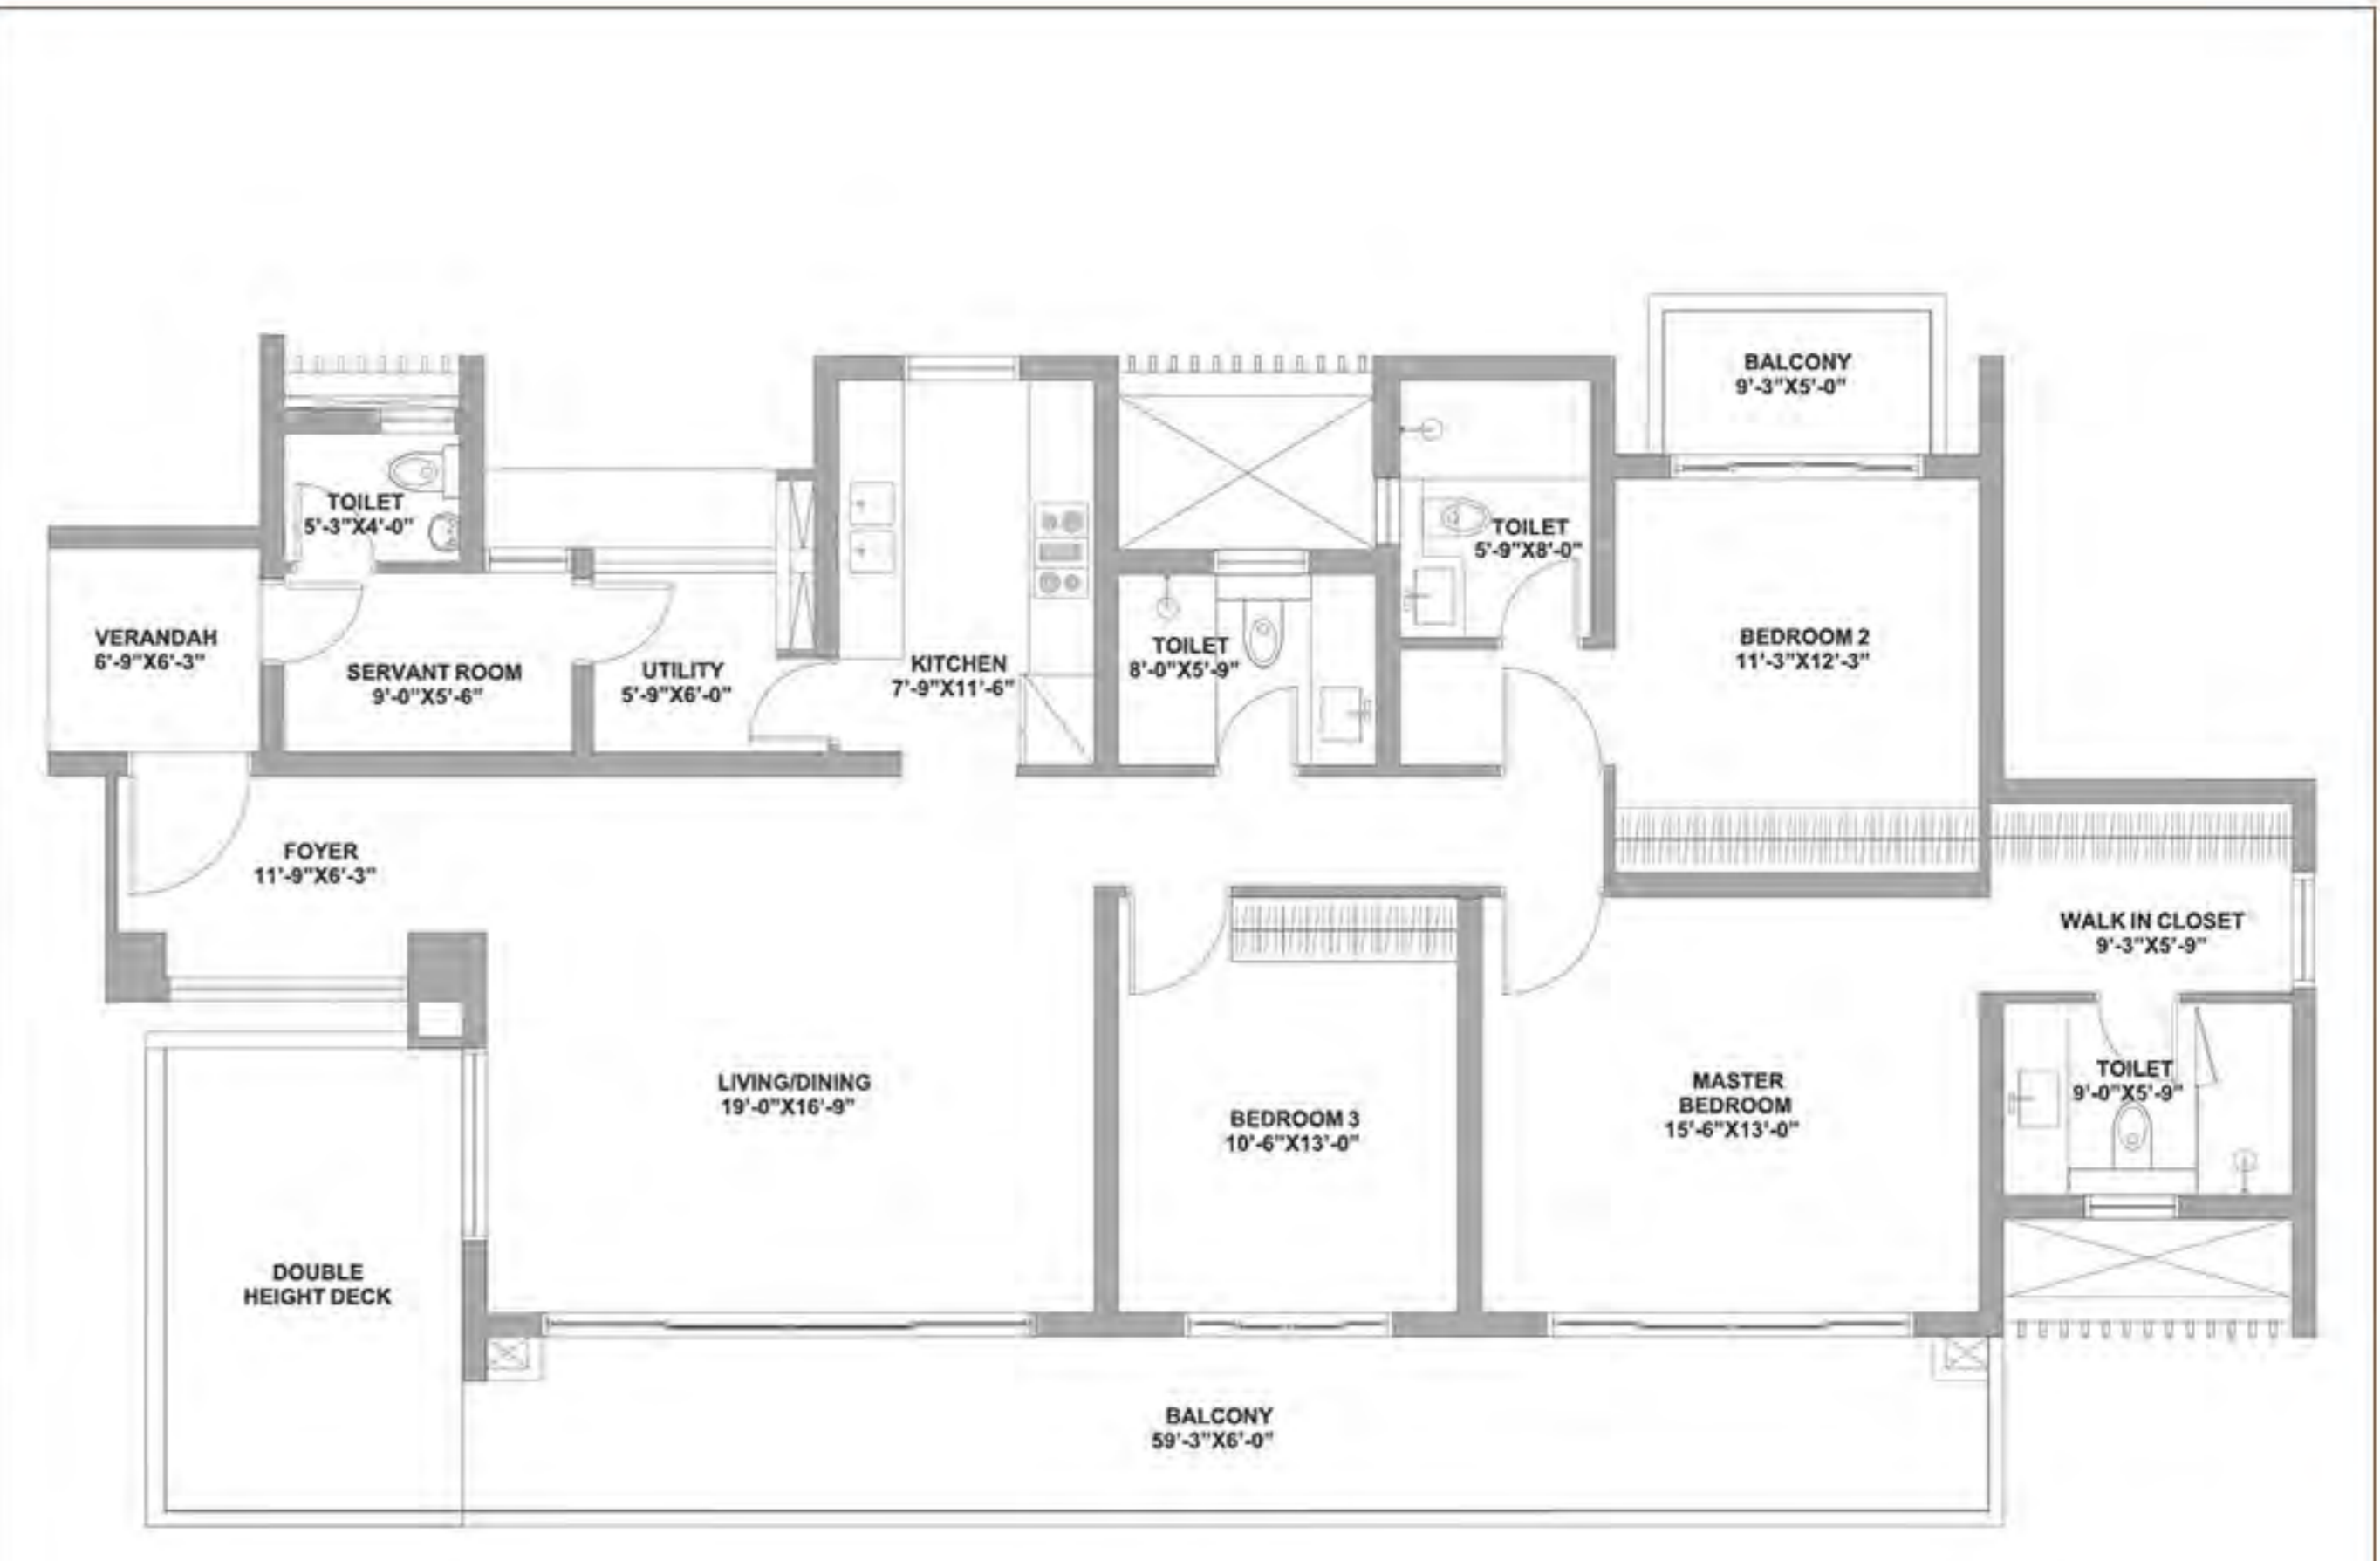 BALCONY
9'-3"X5'-0"
TOILET
5'-3"X4'-0"
TOILET
5'-9"X8'-0"
VERANDAH
6'-9"X6'-3"
SERVANT ROOM
9'-0"X5'-6"
UTILITY
5'-9"X6'-0"
KITCHEN
7'-9"X11'-6"
TOILET
8'-0"X5'-9"
BEDROOM 2
11'-3"X12'-3"
FOYER
11'-9"X6'-3"
WALK IN CLOSET
9'-3"X5'-9"
LIVING/DINING
19'-0"X16'-9"
BEDROOM 3
10'-6"X13'-0"
MASTER
BEDROOM
15'-6"X13'-0"
TOILET
9'-0"X5'-9"
DOUBLE
HEIGHT DECK
BALCONY
59'-3"X6'-0"